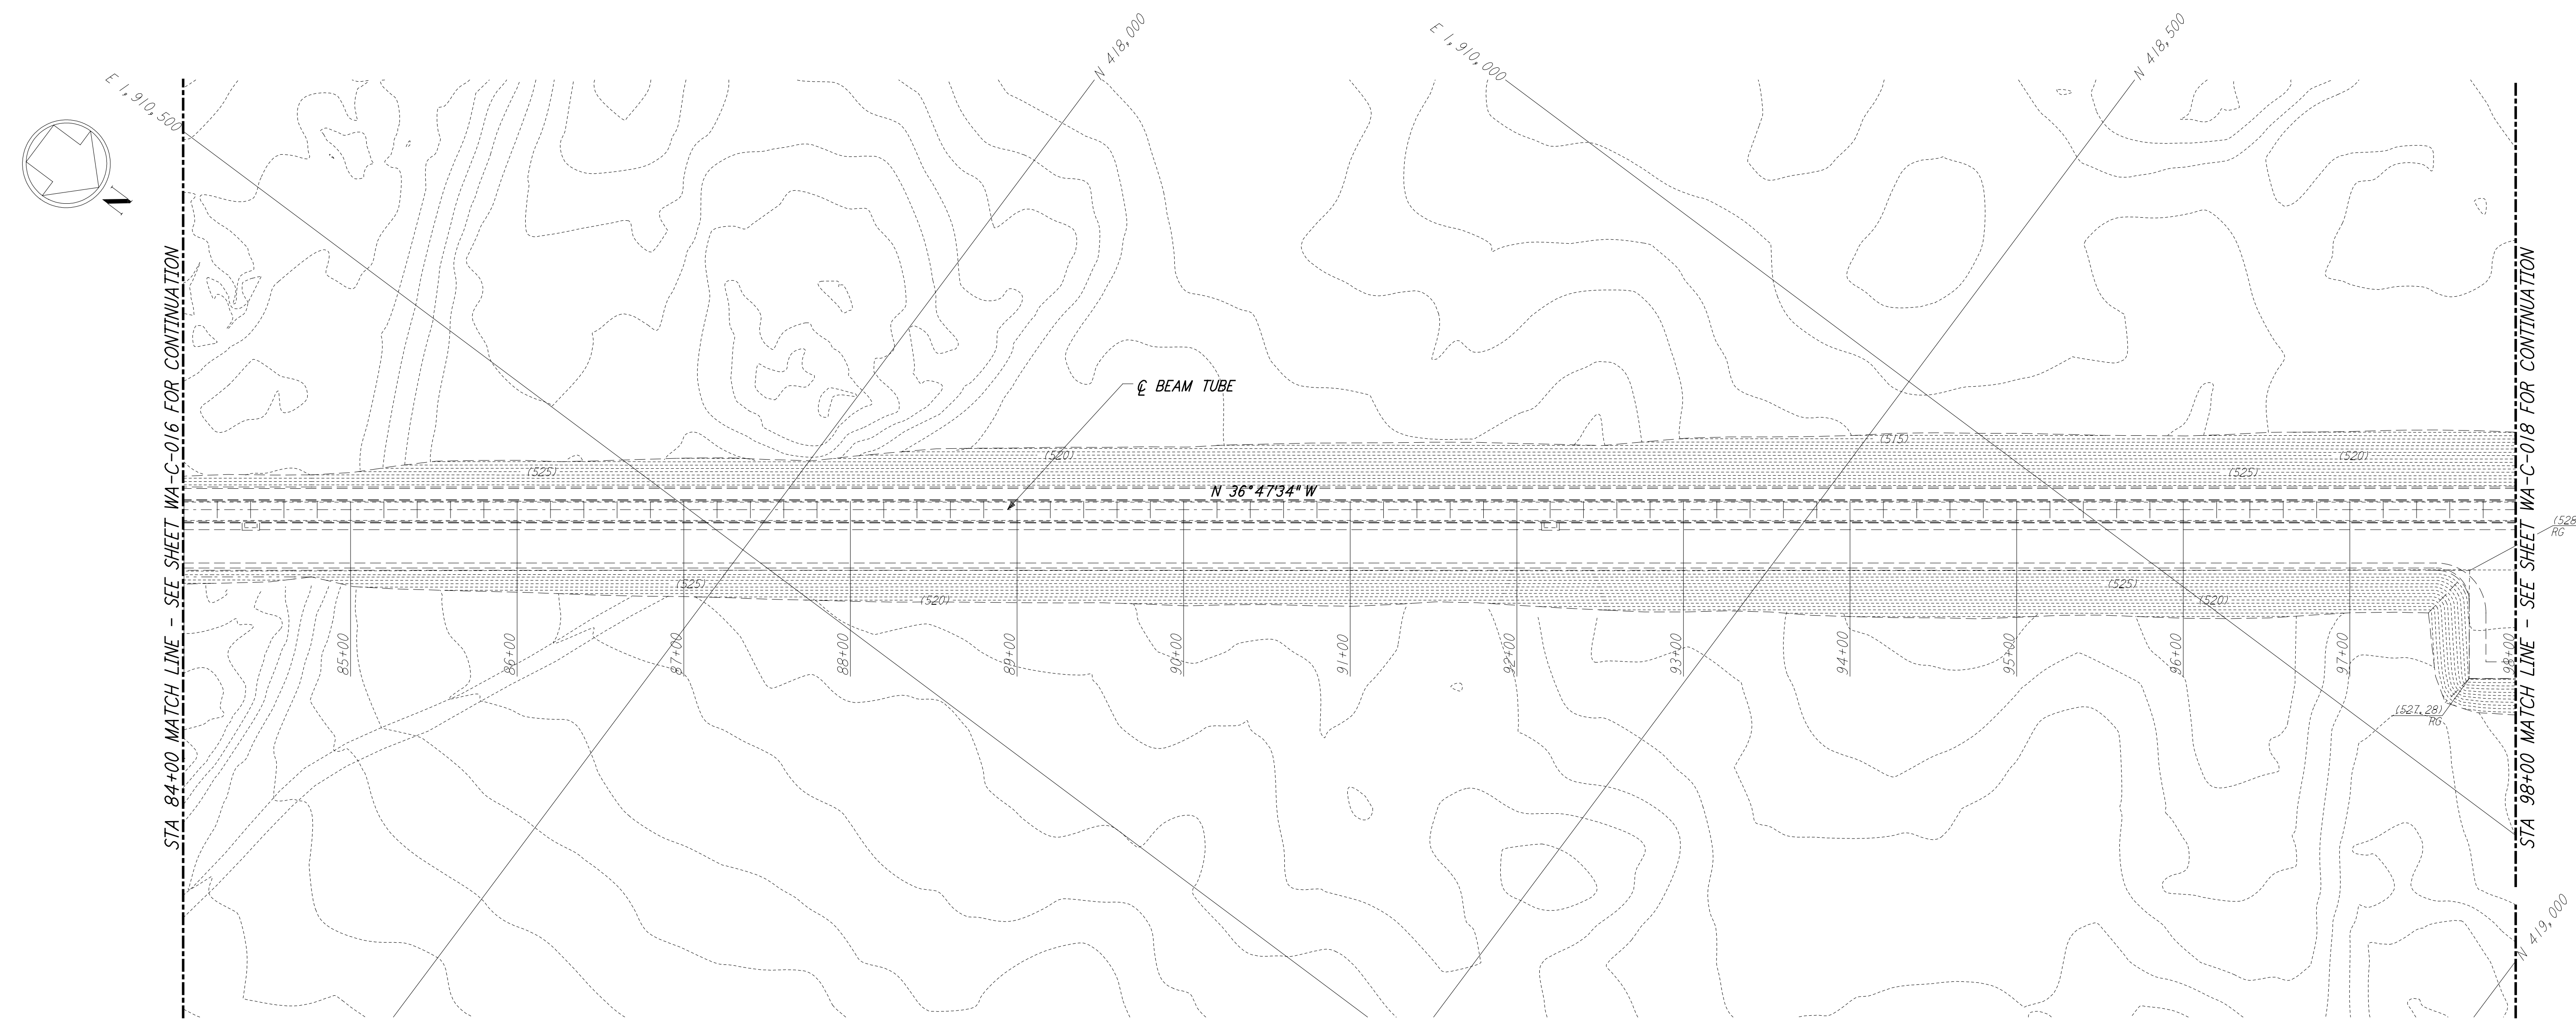 E 1,910,500
N 418,000
E 1,910,000
N 418,500
N
STA 84+00 MATCH LINE - SEE SHEET WA-C-016 FOR CONTINUATION
STA 98+00 MATCH LINE - SEE SHEET WA-C-018 FOR CONTINUATION
℄ BEAM TUBE
(515)
(520)
(520)
(525)
(525)
N 36°47'34" W
(528
RG
(525)
(525)
(520)
(520)
85+00
86+00
87+00
88+00
89+00
90+00
91+00
92+00
93+00
94+00
95+00
96+00
97+00
98+00
(527.28)
RG
N 419,000